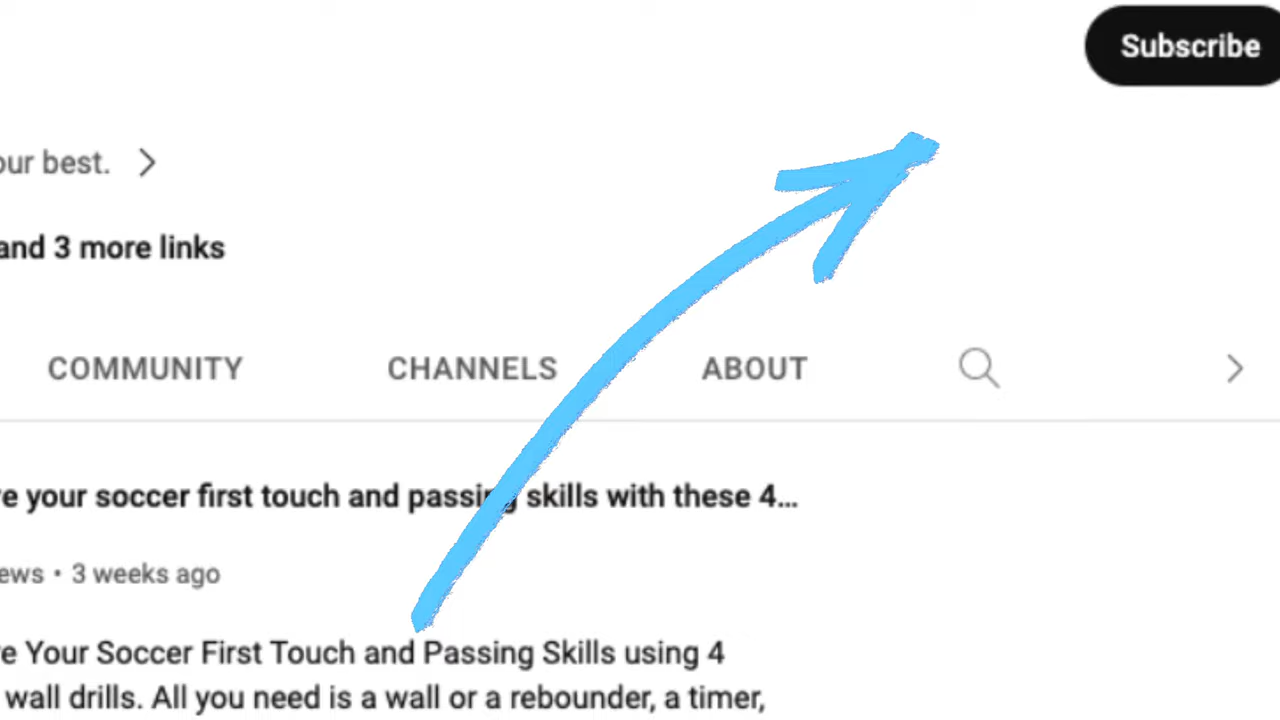 Subscribe
our best.
and 3 more links
COMMUNITY CHANNELS ABOUT
e your soccer first touch and passing skills with these 4...
ews • 3 weeks ago
e Your Soccer First Touch and Passing Skills using 4
wall drills. All you need is a wall or a rebounder, a timer,